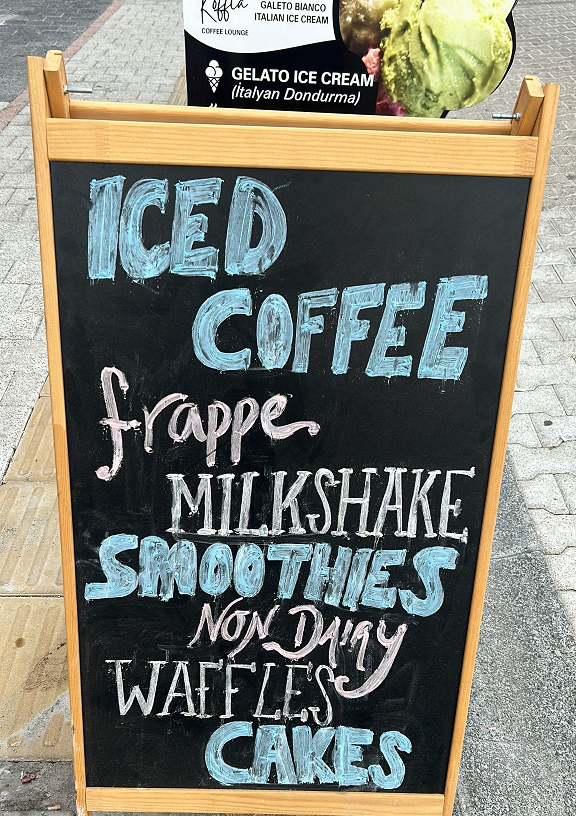 Koffia
COFFEE LOUNGE
GALETO BIANCO
ITALIAN ICE CREAM
GELATO ICE CREAM
(Italyan Dondurma)
ICED
COFFEE
frappe
MILKSHAKE
SMOOTHIES
NON DAIRY
WAFFLES
CAKES